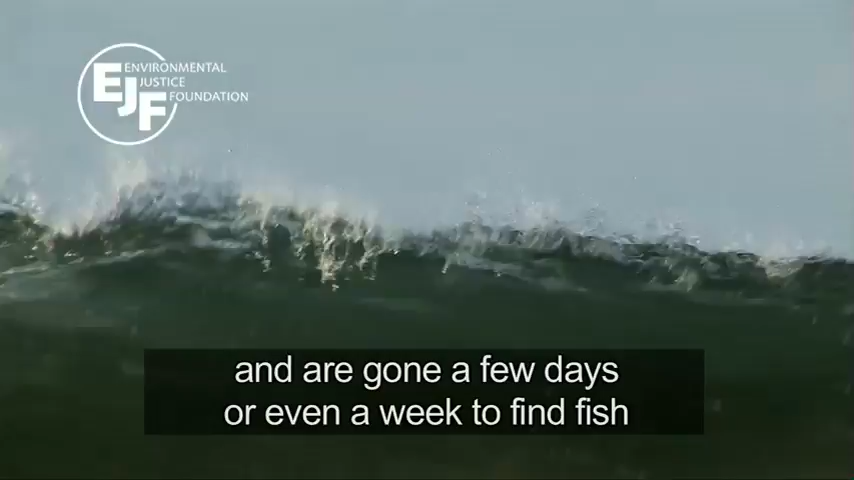 EJF
ENVIRONMENTAL
JUSTICE
FOUNDATION
and are gone a few days
or even a week to find fish